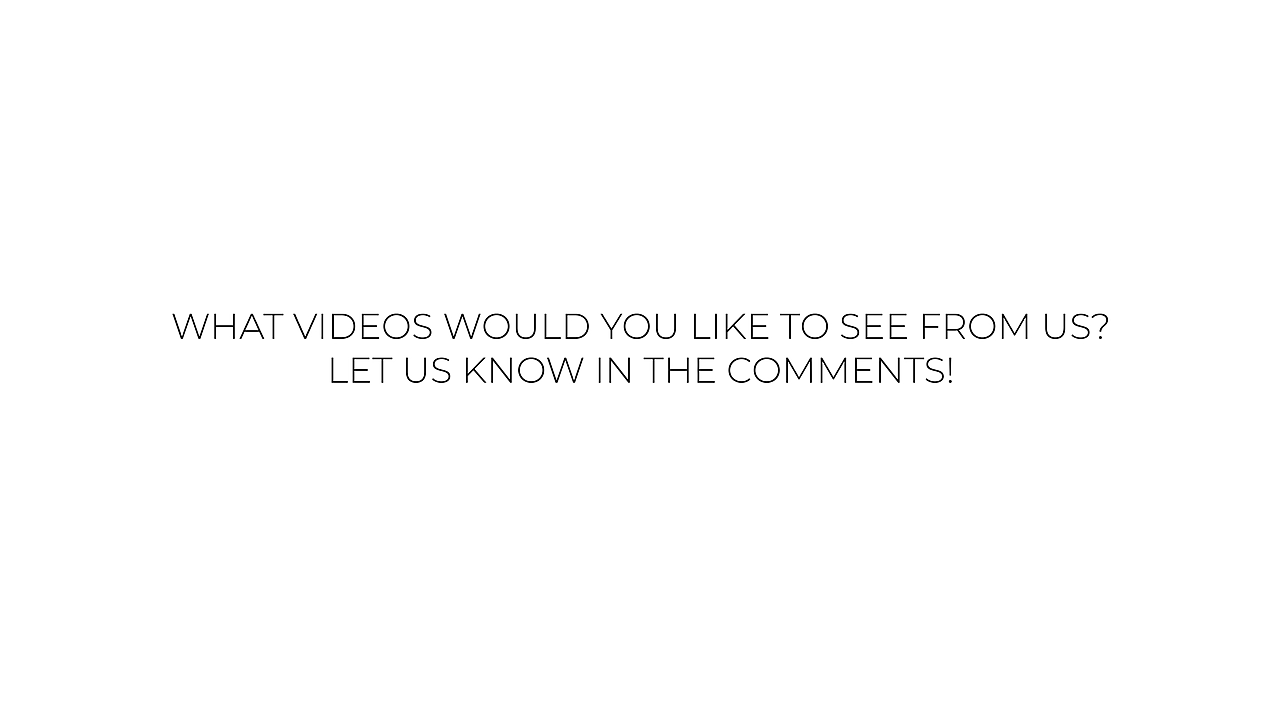 WHAT VIDEOS WOULD YOU LIKE TO SEE FROM US?
LET US KNOW IN THE COMMENTS!